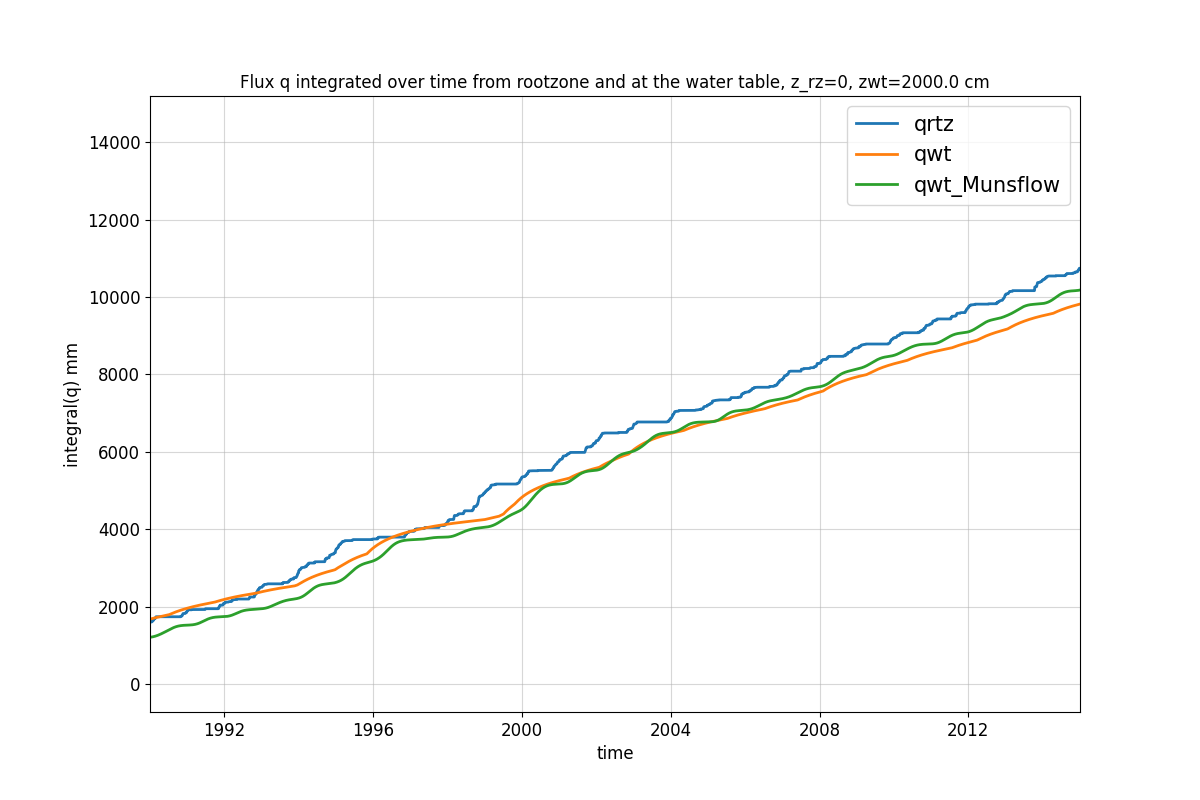 Flux q integrated over time from rootzone and at the water table, z_rz=0, zwt=2000.0 cm
qrtz
qwt
qwt_Munsflow
14000
12000
10000
8000
6000
4000
2000
0
integral(q) mm
1992 1996 2000 2004 2008 2012
time